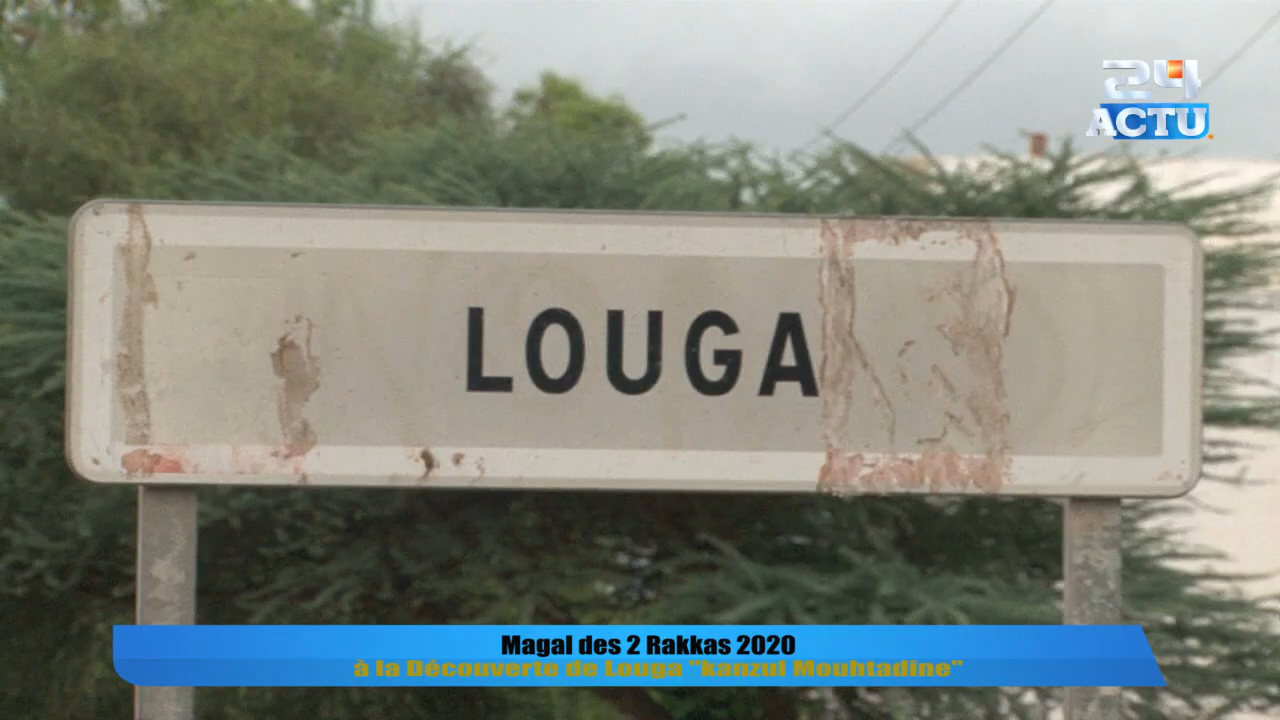 24
ACTU
LOUGA
Magal des 2 Rakkas 2020
à la Découverte de Louga "kanzul Mouhtadine"